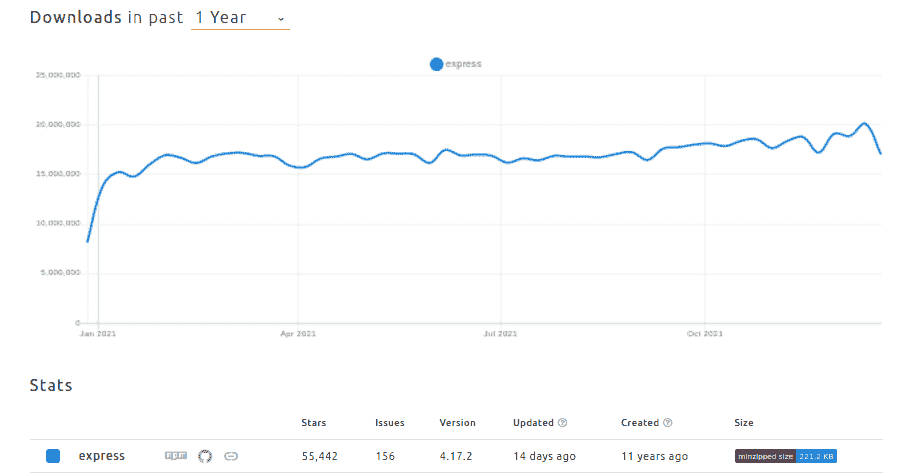 Downloads in past 1 Year
express
25,000,000
20,000,000
15,000,000
10,000,000
5,000,000
0
Jan 2021 Apr 2021 Jul 2021 Oct 2021
Stats
Stars Issues Version Updated ? Created ? Size
express npm 55,442 156 4.17.2 14 days ago 11 years ago minzipped size 221.2 KB